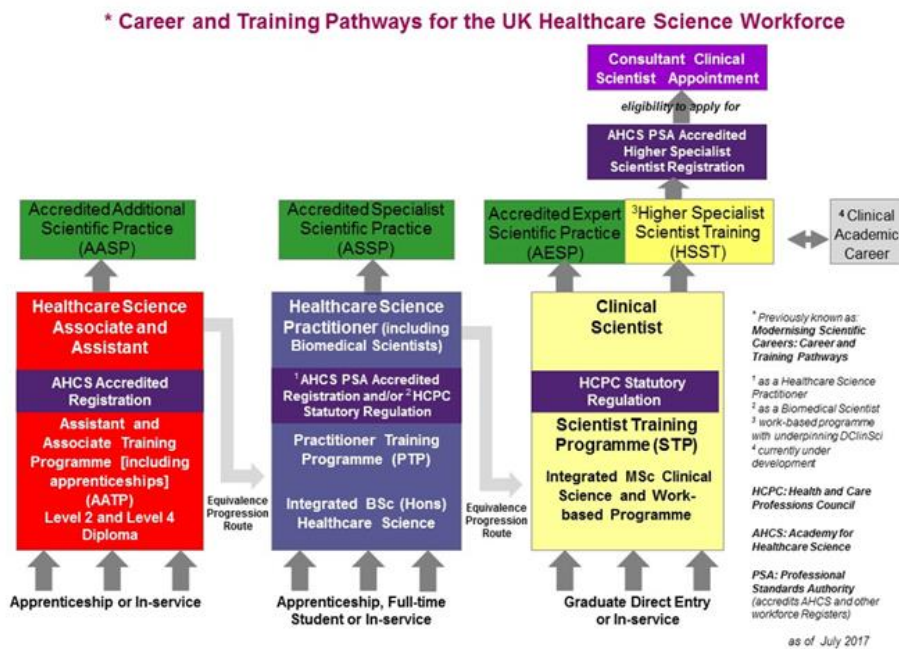 * Career and Training Pathways for the UK Healthcare Science Workforce
Consultant Clinical
Scientist Appointment
eligibility to apply for
AHCS PSA Accredited
Higher Specialist
Scientist Registration
Accredited Additional
Scientific Practice
(AASP)
Accredited Specialist
Scientific Practice
(ASSP)
Accredited Expert
Scientific Practice
(AESP)
³Higher Specialist
Scientist Training
(HSST)
⁴ Clinical
Academic
Career
Healthcare Science
Associate and
Assistant
AHCS Accredited
Registration
Assistant and
Associate Training
Programme [including
apprenticeships]
(AATP)
Level 2 and Level 4
Diploma
Apprenticeship or In-service
Equivalence
Progression
Route
Healthcare Science
Practitioner (including
Biomedical Scientists)
¹AHCS PSA Accredited
Registration and/or ² HCPC
Statutory Regulation
Practitioner Training
Programme (PTP)
Integrated BSc (Hons)
Healthcare Science
Apprenticeship, Full-time
Student or In-service
Equivalence
Progression
Route
Clinical
Scientist
HCPC Statutory
Regulation
Scientist Training
Programme (STP)
Integrated MSc Clinical
Science and Work-
based Programme
Graduate Direct Entry
or In-service
* Previously known as:
Modernising Scientific
Careers: Career and
Training Pathways
¹ as a Healthcare Science
Practitioner
² as a Biomedical Scientist
³ work-based programme
with underpinning DClinSci
⁴ currently under
development
HCPC: Health and Care
Professions Council
AHCS: Academy for
Healthcare Science
PSA: Professional
Standards Authority
(accredits AHCS and other
workforce Registers)
as of July 2017